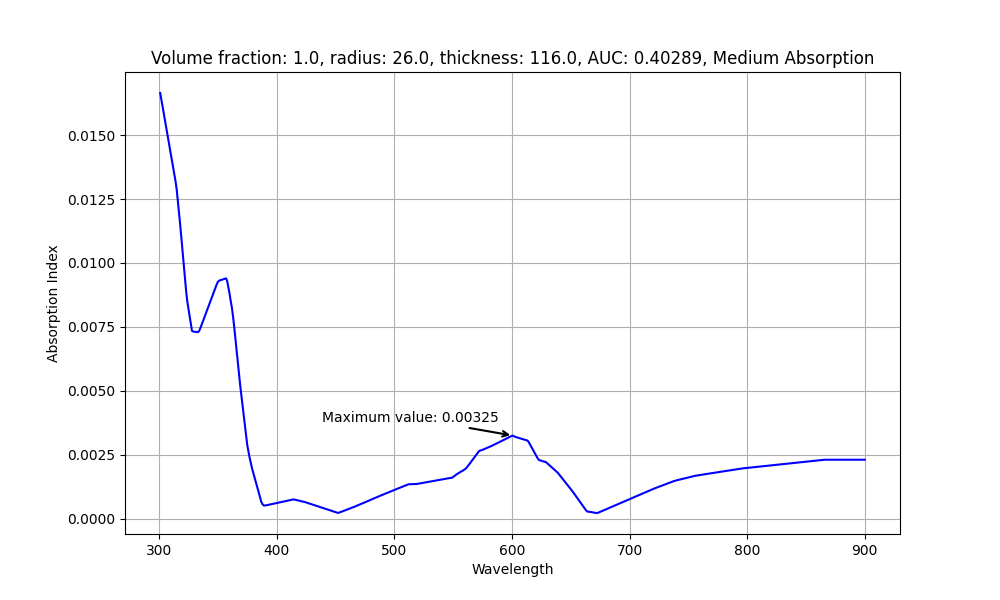 Volume fraction: 1.0, radius: 26.0, thickness: 116.0, AUC: 0.40289, Medium Absorption
0.0150
0.0125
0.0100
0.0075
0.0050
0.0025
0.0000
Absorption Index
Maximum value: 0.00325
300 400 500 600 700 800 900
Wavelength